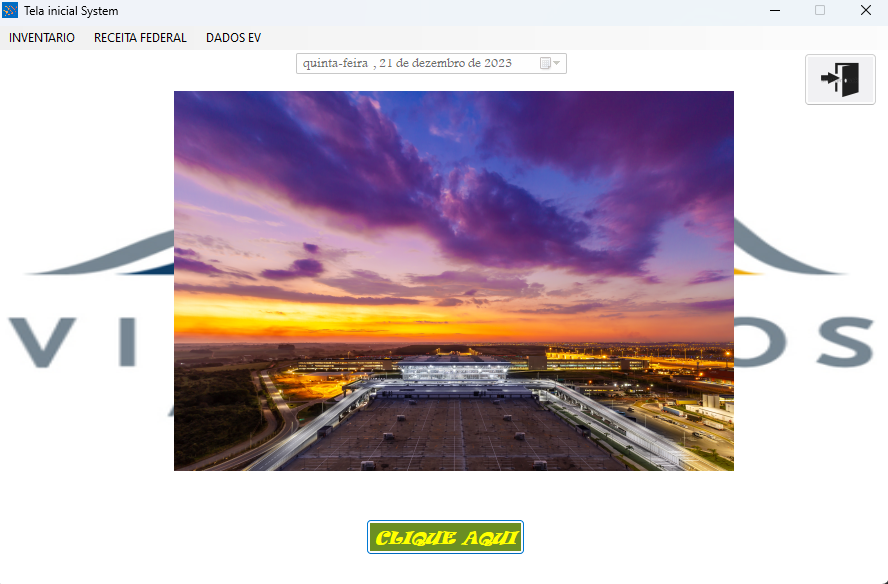 Tela inicial System
INVENTARIO RECEITA FEDERAL DADOS EV
quinta-feira , 21 de dezembro de 2023
VI OS
CLIQUE AQUI